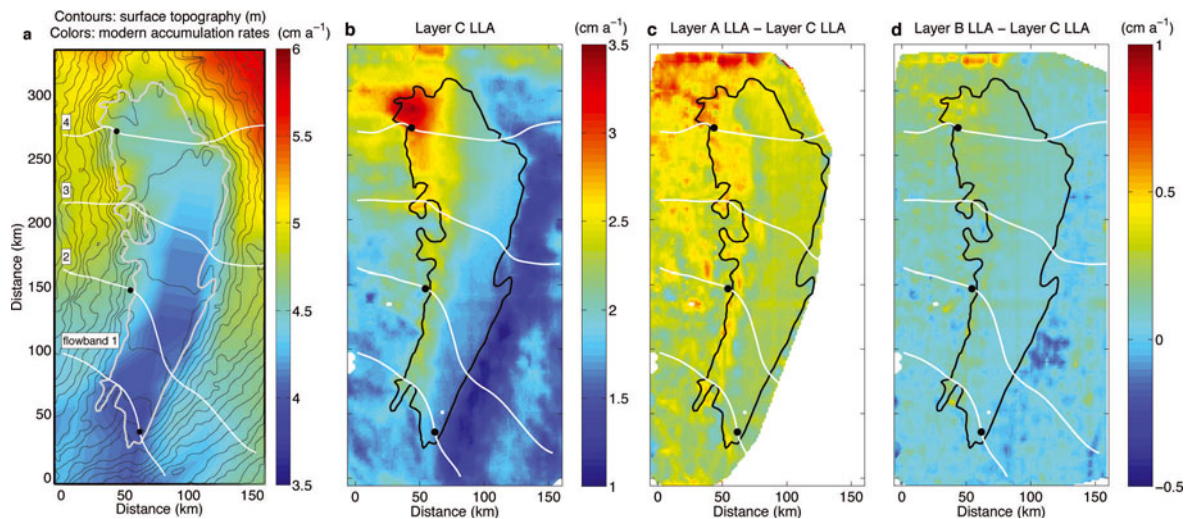 Contours: surface topography (m)
Colors: modern accumulation rates
a
(cm a⁻¹)
6
5.5
5
4.5
4
3.5
300
250
200
150
100
50
0
Distance (km)
4
3
2
flowband 1
0
50
100
150
Distance (km)
b
Layer C LLA
(cm a⁻¹)
3.5
3
2.5
2
1.5
1
0
50
100
150
Distance (km)
c
Layer A LLA – Layer C LLA
0
50
100
150
Distance (km)
d
Layer B LLA – Layer C LLA
(cm a⁻¹)
1
0.5
0
–0.5
0
50
100
150
Distance (km)